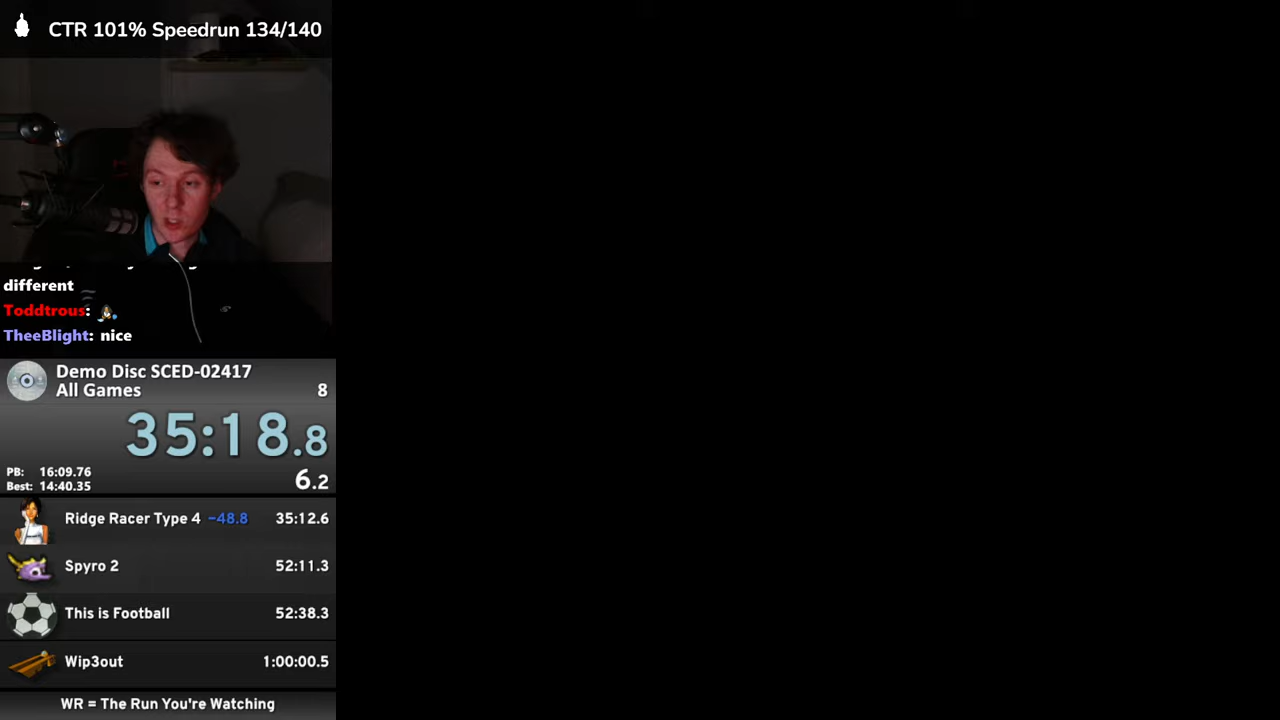 CTR 101% Speedrun 134/140
different
Toddtrous:
TheeBlight: nice
Demo Disc SCED-02417
All Games 8
35:18.8
PB: 16:09.76
Best: 14:40.35
6.2
Ridge Racer Type 4 -48.8 35:12.6
Spyro 2 52:11.3
This is Football 52:38.3
Wip3out 1:00:00.5
WR = The Run You're Watching